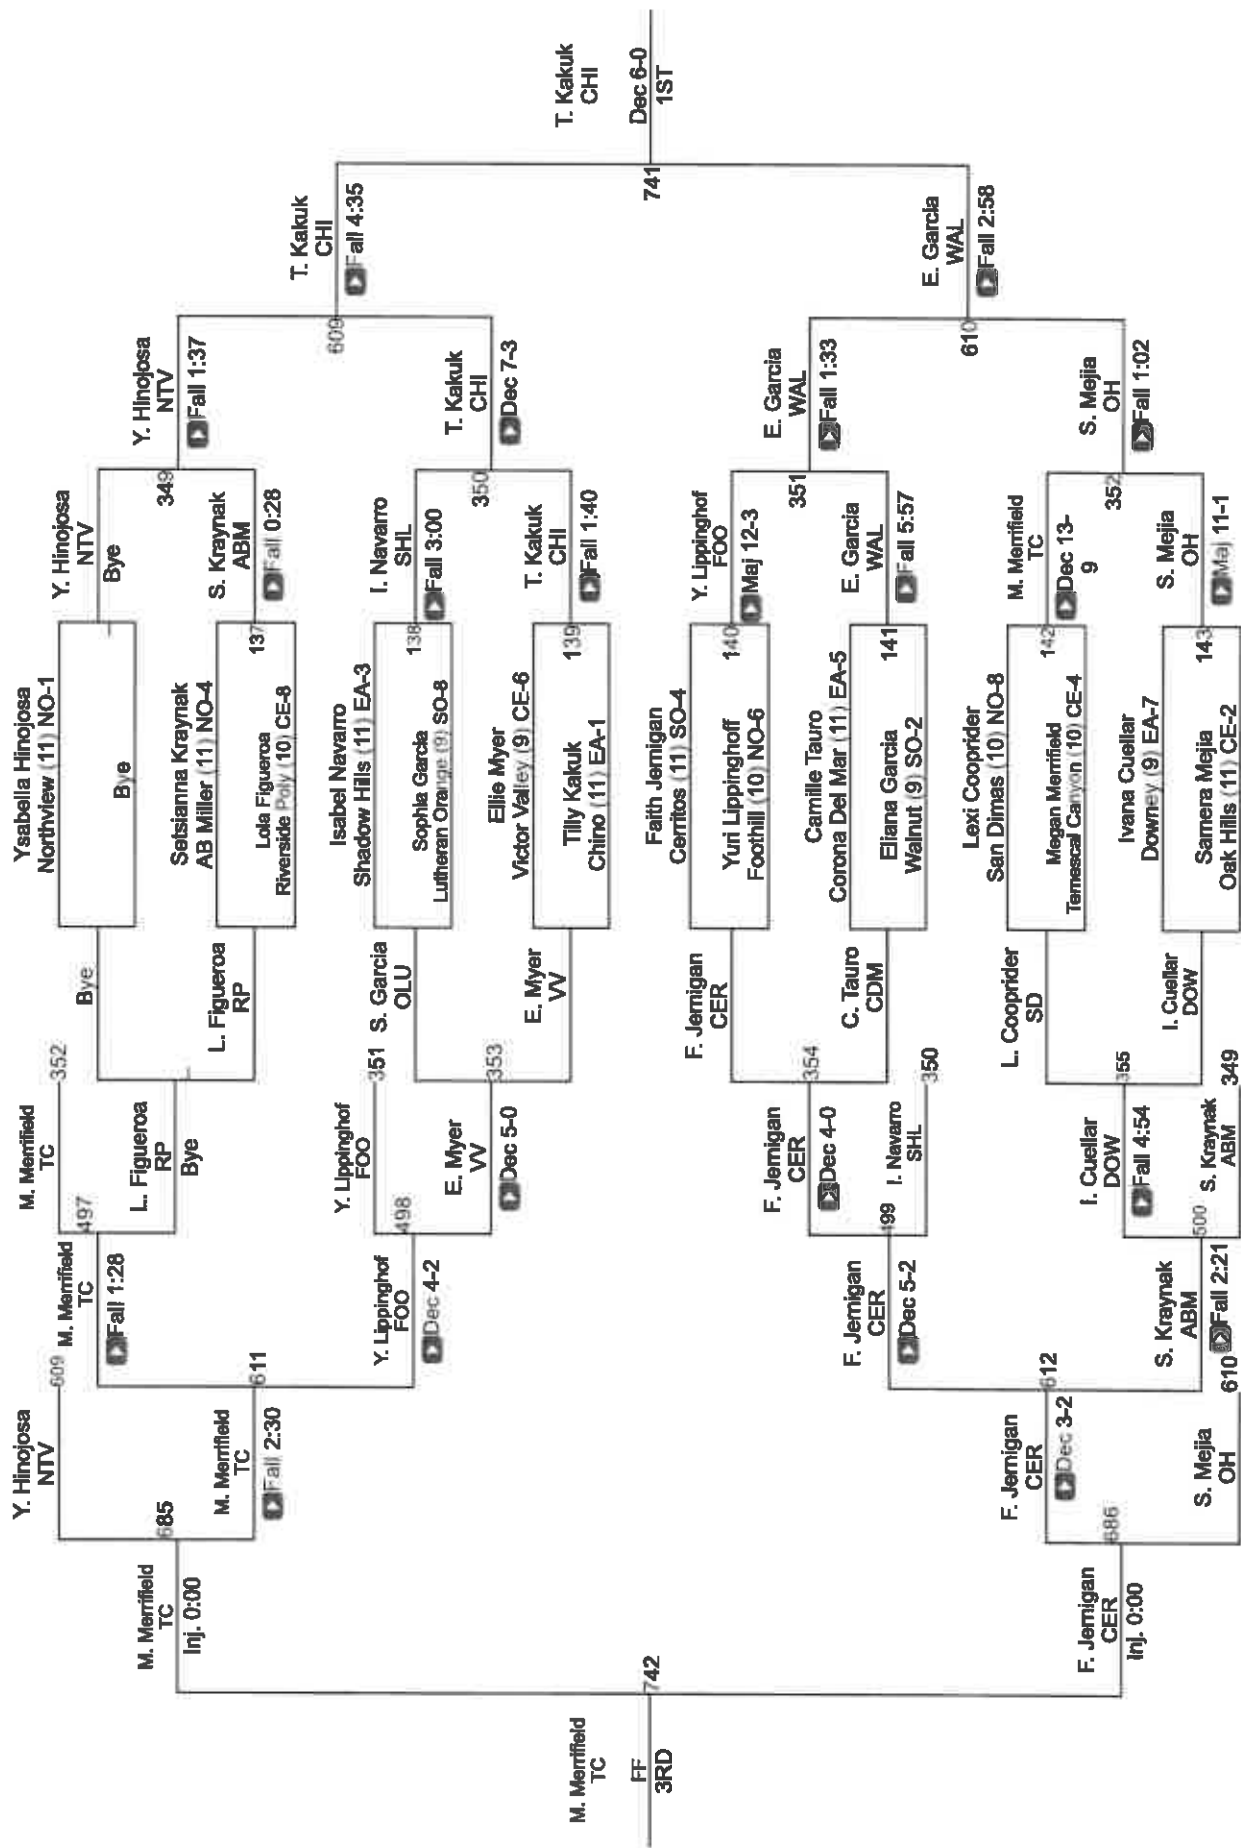 Ysabella Hinojosa
Northview (11) NO-1
Bye
Setsianna Kraynak
AB Miller (11) NO-4
137
Lola Figueroa
Riverside Poly (10) CE-8
Isabel Navarro
Shadow Hills (11) EA-3
138
Sophia Garcia
Lutheran Orange (9) SO-8
Ellie Myer
Victor Valley (9) CE-6
139
Tilly Kakuk
Chino (11) EA-1
Faith Jernigan
Cerritos (11) SO-4
140
Yuri Lippinghoff
Foothill (10) NO-6
Camille Tauro
Corona Del Mar (11) EA-5
141
Eliana Garcia
Walnut (9) SO-2
Lexi Cooprider
San Dimas (10) NO-8
142
Megan Merrifield
Temescal Canyon (10) CE-4
Ivana Cuellar
Downey (9) EA-7
143
Samera Mejia
Oak Hills (11) CE-2
Y. Hinojosa
NTV
Bye
349
S. Kraynak
ABM
Fall 0:28
I. Navarro
SHL
Fall 3:00
350
T. Kakuk
CHI
Fall 1:40
Y. Lippinghof
FOO
Maj 12-3
351
E. Garcia
WAL
Fall 5:57
M. Merrifield
TC
Dec 13-
9
352
S. Mejia
OH
Maj 11-1
Y. Hinojosa
NTV
Fall 1:37
609
T. Kakuk
CHI
Dec 7-3
E. Garcia
WAL
Fall 1:33
610
S. Mejia
OH
Fall 1:02
T. Kakuk
CHI
Fall 4:35
741
E. Garcia
WAL
Fall 2:58
T. Kakuk
CHI
Dec 6-0
1ST
Bye
L. Figueroa
RP
S. Garcia
OLU
353
E. Myer
VV
F. Jernigan
CER
354
C. Tauro
CDM
L. Cooprider
SD
355
I. Cuellar
DOW
352
M. Merrifield
TC
497
L. Figueroa
RP
Bye
351
Y. Lippinghof
FOO
498
E. Myer
VV
Dec 5-0
F. Jernigan
CER
Dec 4-0
499
I. Navarro
SHL
350
I. Cuellar
DOW
Fall 4:54
500
S. Kraynak
ABM
349
M. Merrifield
TC
Fall 1:28
611
Y. Lippinghof
FOO
Dec 4-2
F. Jernigan
CER
Dec 5-2
612
S. Kraynak
ABM
Fall 2:21
609
Y. Hinojosa
NTV
685
M. Merrifield
TC
Fall 2:30
F. Jernigan
CER
Dec 3-2
686
S. Mejia
OH
610
M. Merrifield
TC
Inj. 0:00
742
F. Jernigan
CER
Inj. 0:00
M. Merrifield
TC
FF
3RD